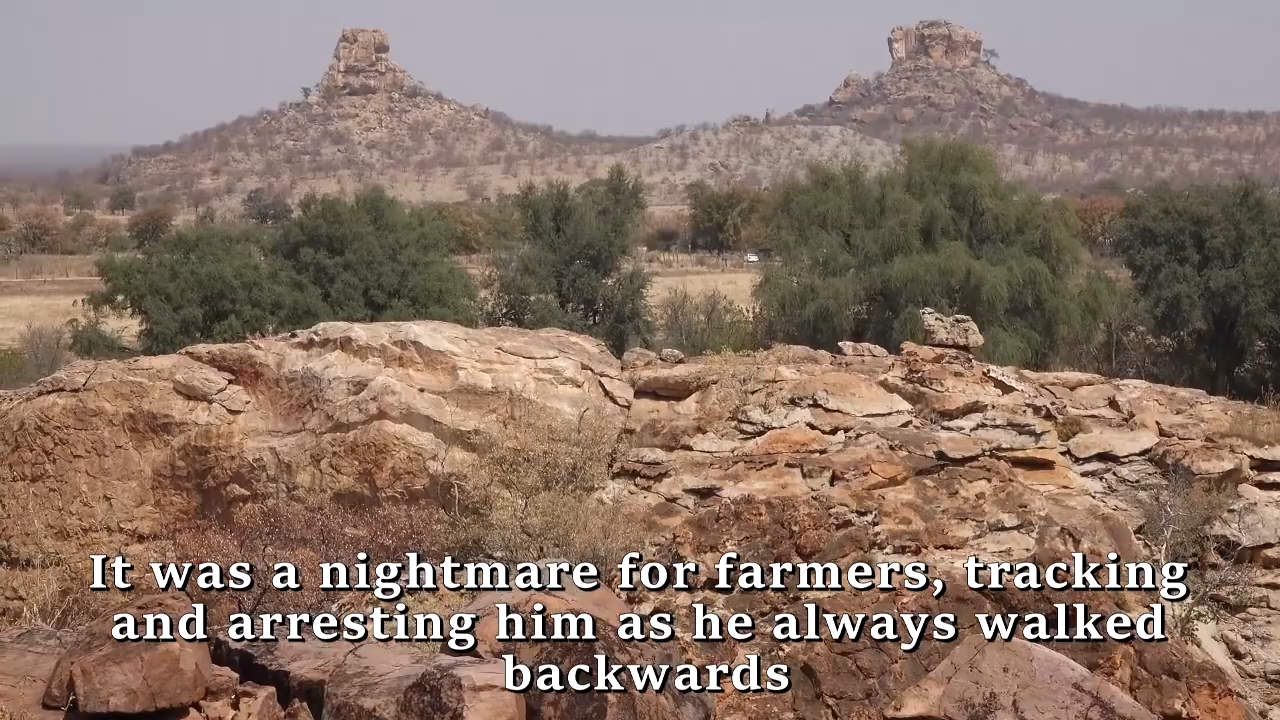 It was a nightmare for farmers, tracking
and arresting him as he always walked
backwards